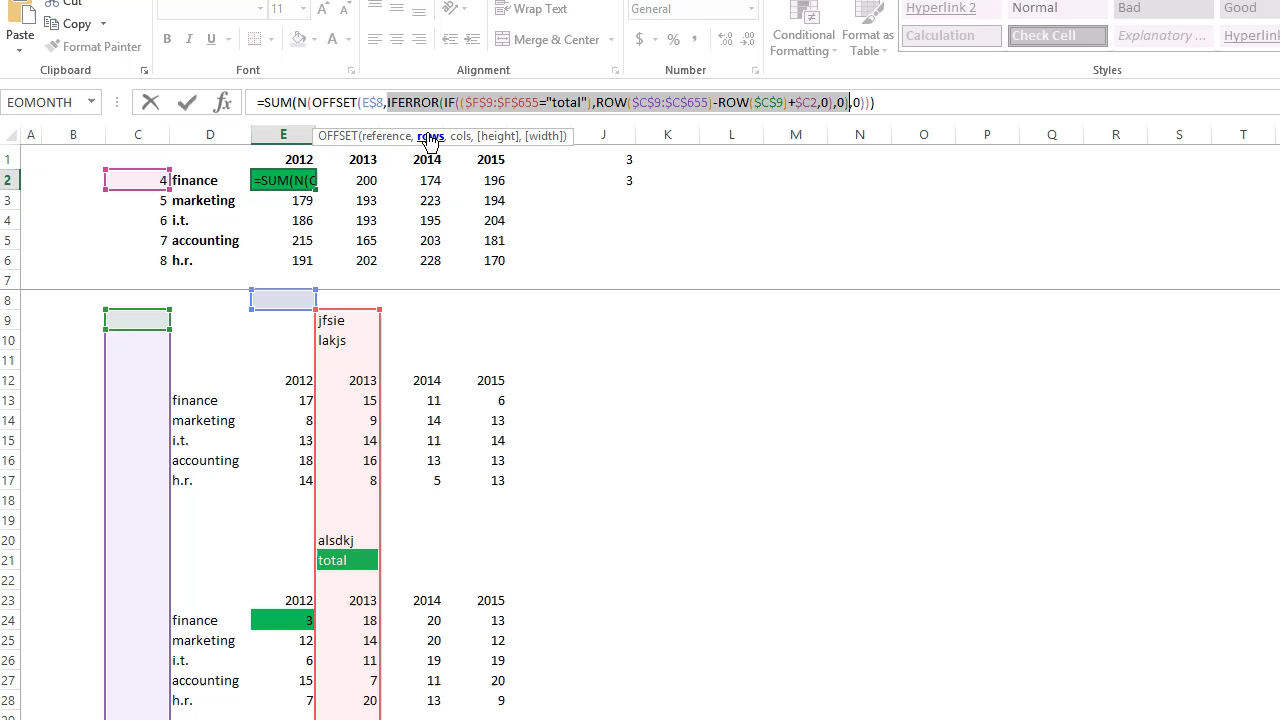 Cut
Copy
Paste
Format Painter
Clipboard
11
B I U
A A
Font
Wrap Text
Merge & Center
Alignment
General
$ % ,
Number
Conditional Formatting
Format as Table
Hyperlink 2 Normal Bad Good
Calculation Check Cell Explanatory ... Hyperlink
Styles
EOMONTH
fx
=SUM(N(OFFSET(E$8,IFERROR(IF(($F$9:$F$655="total"),ROW($C$9:$C$655)-ROW($C$9)+$C2,0),0),0)))
OFFSET(reference, rows, cols, [height], [width])
A B C D E J K L M N O P Q R S T
1 2012 2013 2014 2015 3
2 4 finance =SUM(N(O 200 174 196 3
3 5 marketing 179 193 223 194
4 6 i.t. 186 193 195 204
5 7 accounting 215 165 203 181
6 8 h.r. 191 202 228 170
7
8
9 jfsie
10 lakjs
11
12 2012 2013 2014 2015
13 finance 17 15 11 6
14 marketing 8 9 14 13
15 i.t. 13 14 11 14
16 accounting 18 16 13 13
17 h.r. 14 8 5 13
18
19
20 alsdkj
21 total
22
23 2012 2013 2014 2015
24 finance 3 18 20 13
25 marketing 12 14 20 12
26 i.t. 6 11 19 19
27 accounting 15 7 11 20
28 h.r. 7 20 13 9